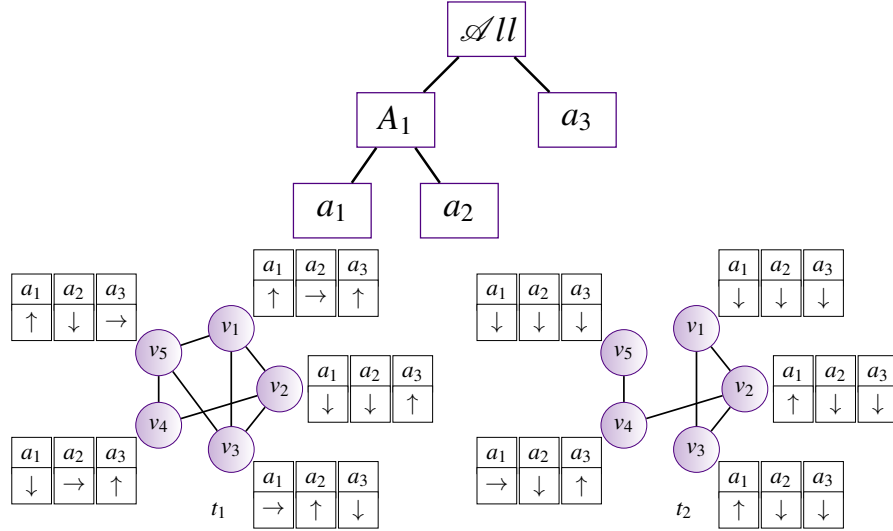 𝒜ll
A₁ a₃
a₁ a₂
a₁ a₂ a₃
↑ → ↑
a₁ a₂ a₃
↑ ↓ →
v₁
v₅
v₂
a₁ a₂ a₃
↓ ↓ ↑
v₄
v₃
a₁ a₂ a₃
↓ → ↑
a₁ a₂ a₃
→ ↑ ↓
t₁
a₁ a₂ a₃
↓ ↓ ↓
a₁ a₂ a₃
↓ ↓ ↓
v₁
v₅
v₂
a₁ a₂ a₃
↑ ↓ ↓
v₄
v₃
a₁ a₂ a₃
→ ↓ ↑
a₁ a₂ a₃
↑ ↓ ↓
t₂